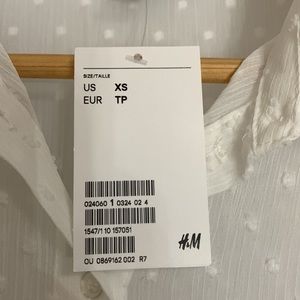 SIZE/TAILLE
US XS
EUR TP
024060 1 0324 02 4
1547/1 10 157051
H&M
OU 0869162 002 R7